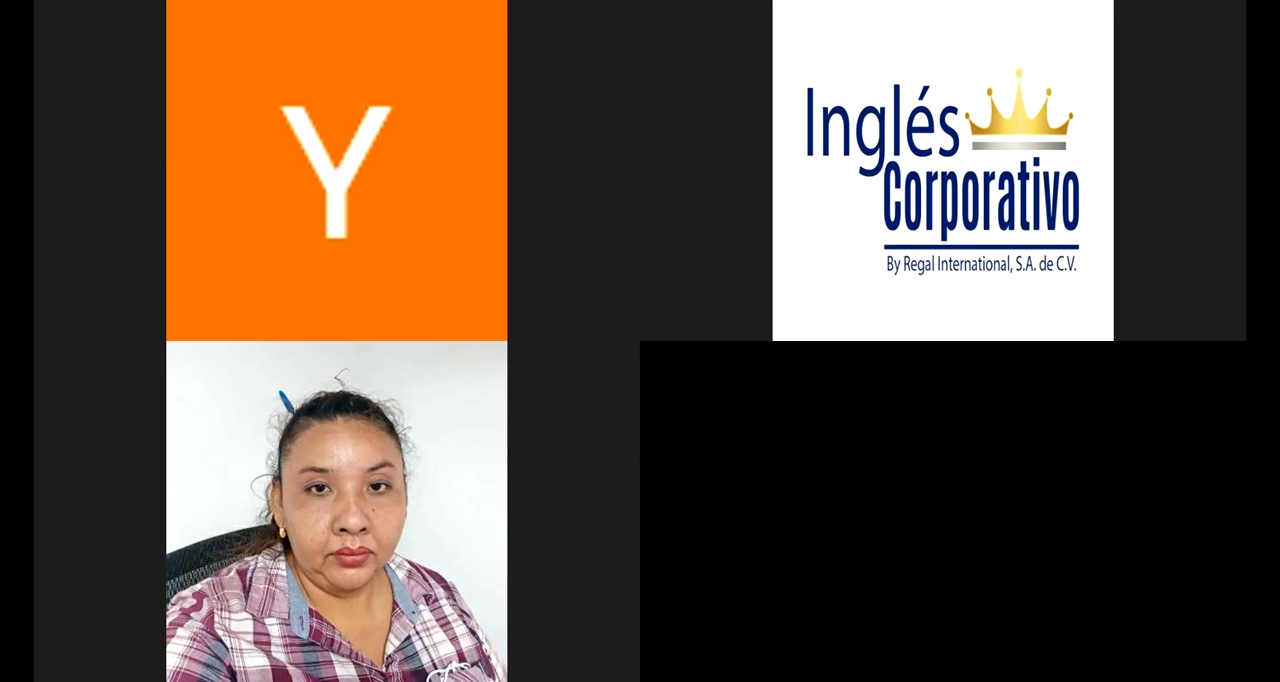 Y
Inglés
Corporativo
By Regal International, S.A. de C.V.